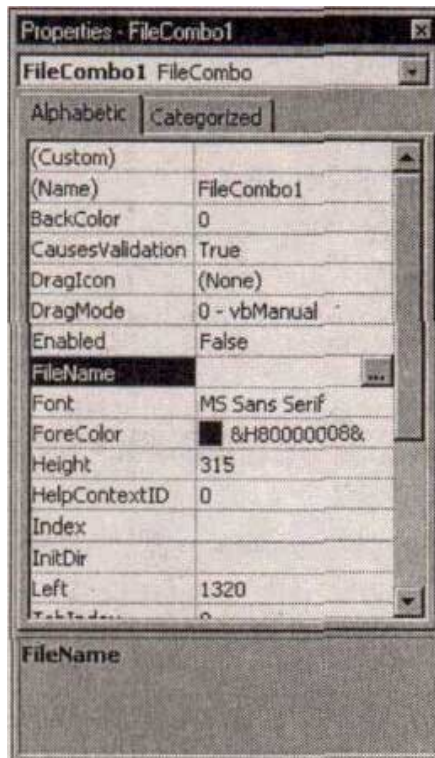 Properties - FileCombo1
FileCombo1 FileCombo
Alphabetic Categorized
(Custom)
(Name) FileCombo1
BackColor 0
CausesValidation True
DragIcon (None)
DragMode 0 - vbManual
Enabled False
FileName ...
Font MS Sans Serif
ForeColor &H80000008&
Height 315
HelpContextID 0
Index
InitDir
Left 1320
FileName